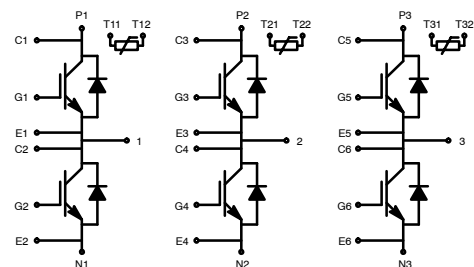 P1 P2 P3
T11 T12 T21 T22 T31 T32
C1 C3 C5
G1 G3 G5
E1 E3 E5
1 2 3
C2 C4 C6
G2 G4 G6
E2 E4 E6
N1 N2 N3